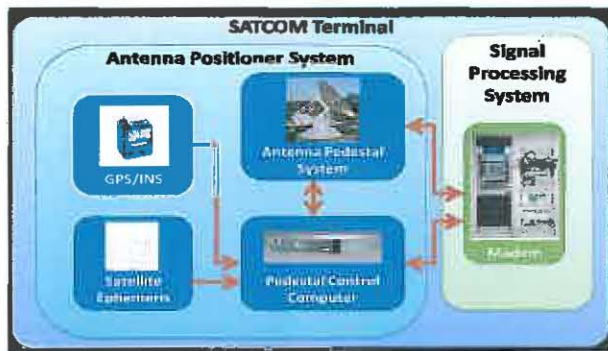 SATCOM Terminal
Antenna Positioner System
Signal
Processing
System
GPS/INS
Antenna Pedestal
System
Satellite
Ephemeris
Pedestal Control
Computer
Modem